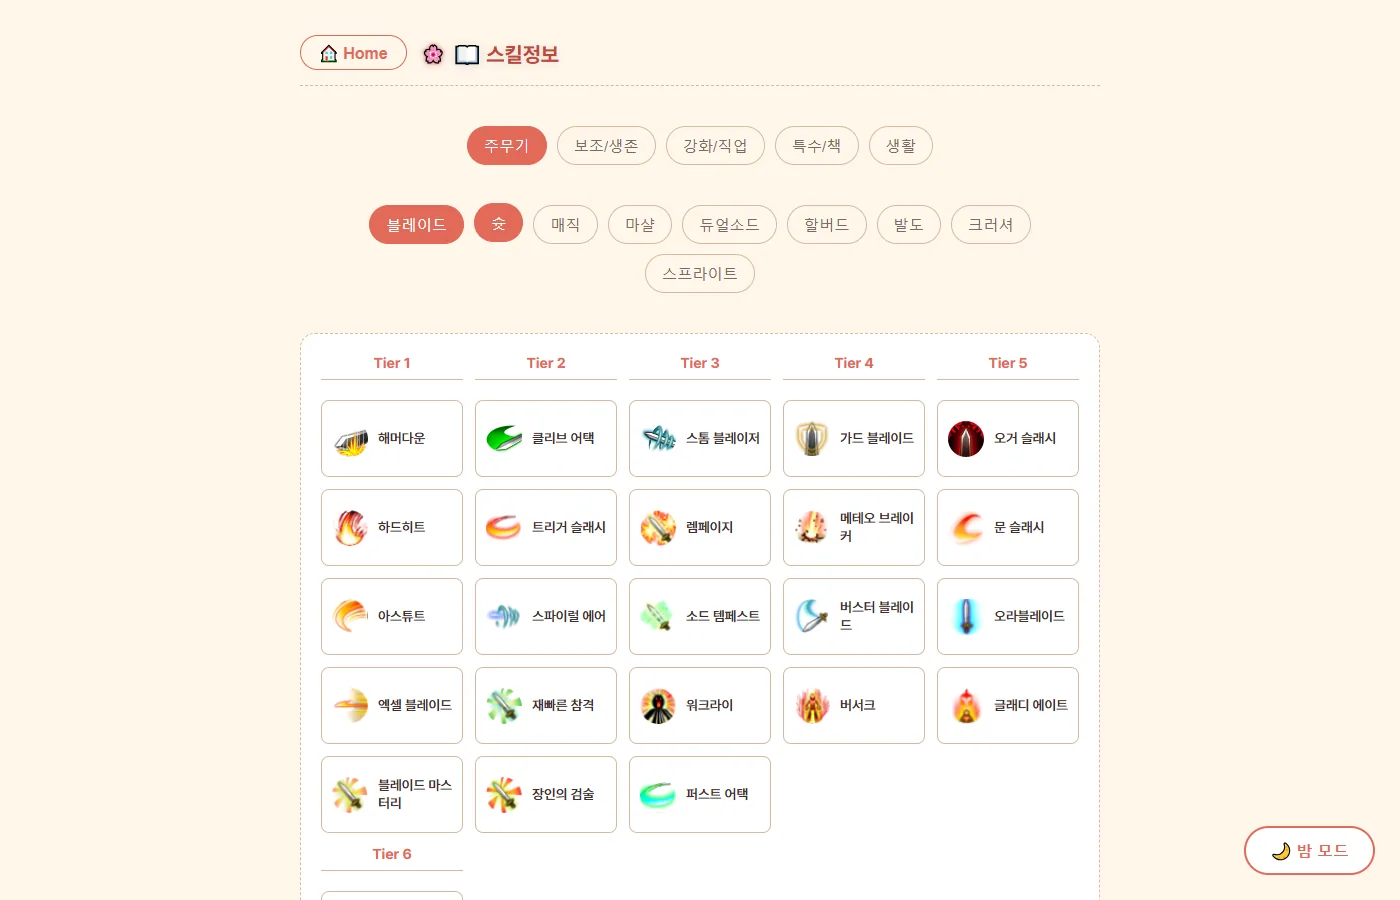 Home
스킬정보
주무기 보조/생존 강화/직업 특수/책 생활
블레이드 슛 매직 마샬 듀얼소드 할버드 발도 크러셔
스프라이트
Tier 1 Tier 2 Tier 3 Tier 4 Tier 5
해머다운 클리브 어택 스톰 블레이저 가드 블레이드 오거 슬래시
하드히트 트리거 슬래시 렘페이지 메테오 브레이
커 문 슬래시
아스튜트 스파이럴 에어 소드 템페스트 버스터 블레이
드 오라블레이드
엑셀 블레이드 재빠른 참격 워크라이 버서크 글래디 에이트
블레이드 마스
터리 장인의 검술 퍼스트 어택
Tier 6
밤 모드